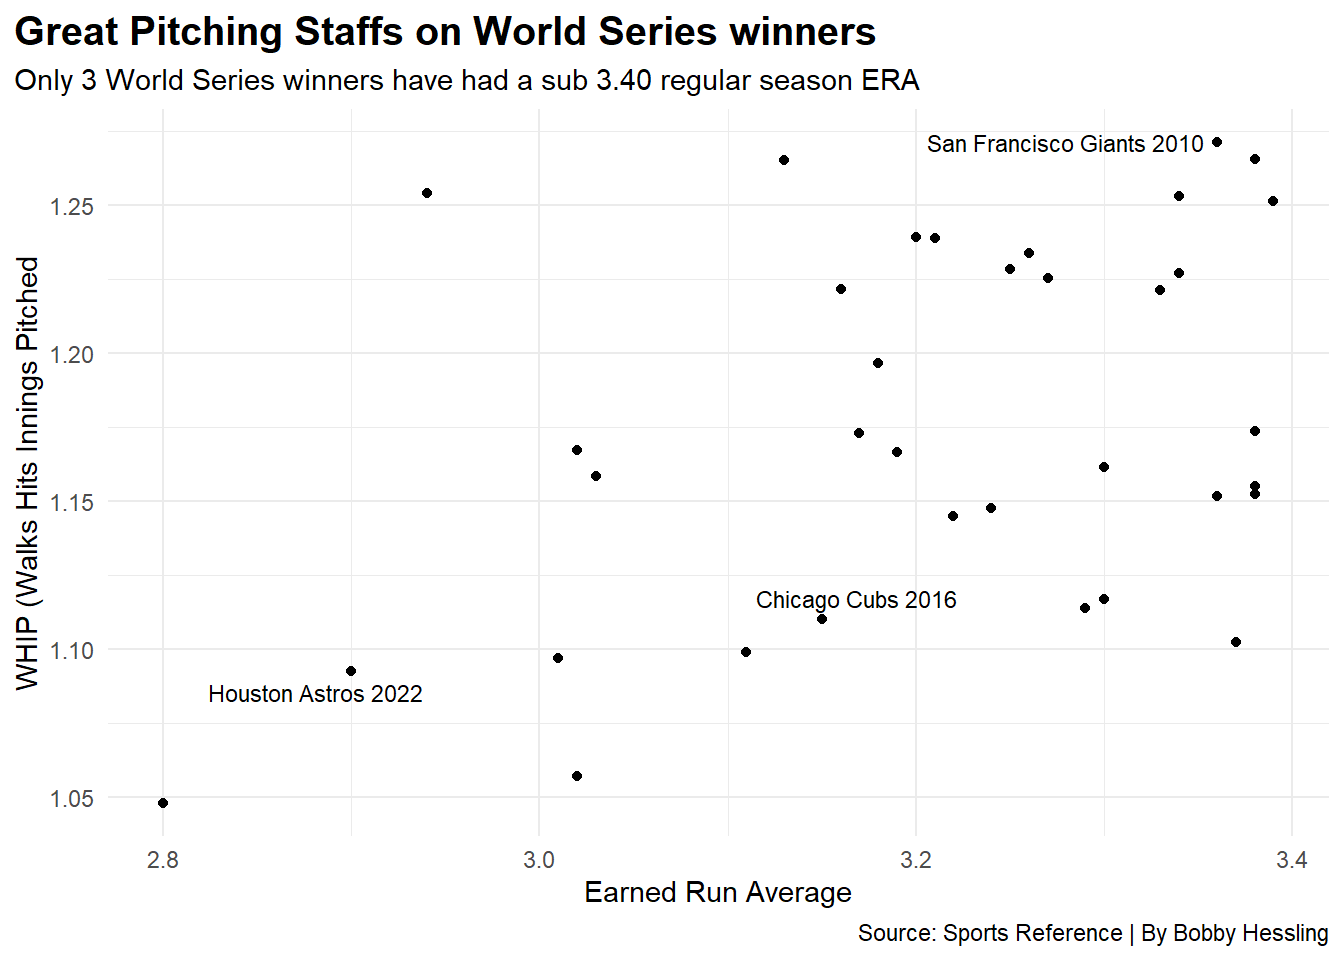 Great Pitching Staffs on World Series winners
Only 3 World Series winners have had a sub 3.40 regular season ERA
San Francisco Giants 2010
1.25
1.20
1.15
Chicago Cubs 2016
1.10
Houston Astros 2022
1.05
WHIP (Walks Hits Innings Pitched
2.8 3.0 3.2 3.4
Earned Run Average
Source: Sports Reference | By Bobby Hessling